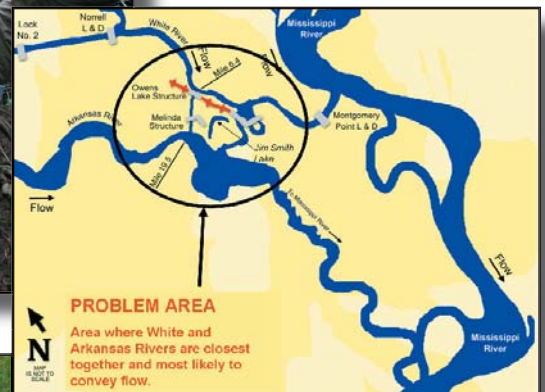 Mississippi
River
Norrell
L & D
Lock
No. 2
White River
Flow
Flow
Mile 5.4
Owens
Lake Structure
Arkansas River
Melinda
Structure
Montgomery
Point L & D
Jim Smith
Lake
Mile 19.5
To Mississippi River
Flow
Flow
PROBLEM AREA
Area where White and
Arkansas Rivers are closest
together and most likely to
convey flow.
N
MAP
IS NOT TO
SCALE
Mississippi
River